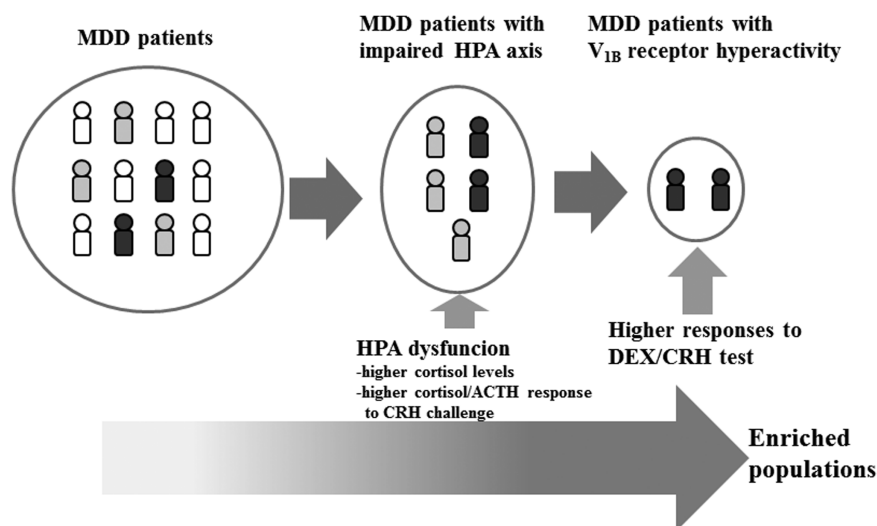 MDD patients
MDD patients with
impaired HPA axis
MDD patients with
V1B receptor hyperactivity
HPA dysfuncion
-higher cortisol levels
-higher cortisol/ACTH response
to CRH challenge
Higher responses to
DEX/CRH test
Enriched
populations